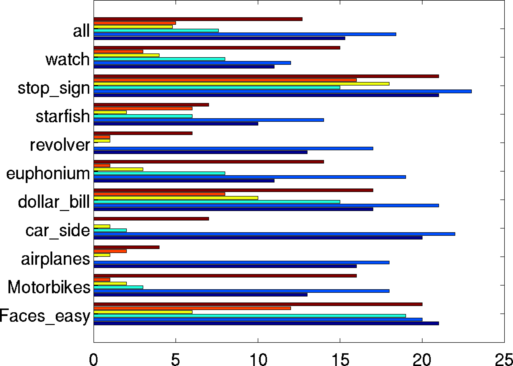 all
watch
stop_sign
starfish
revolver
euphonium
dollar_bill
car_side
airplanes
Motorbikes
Faces_easy
0 5 10 15 20 25